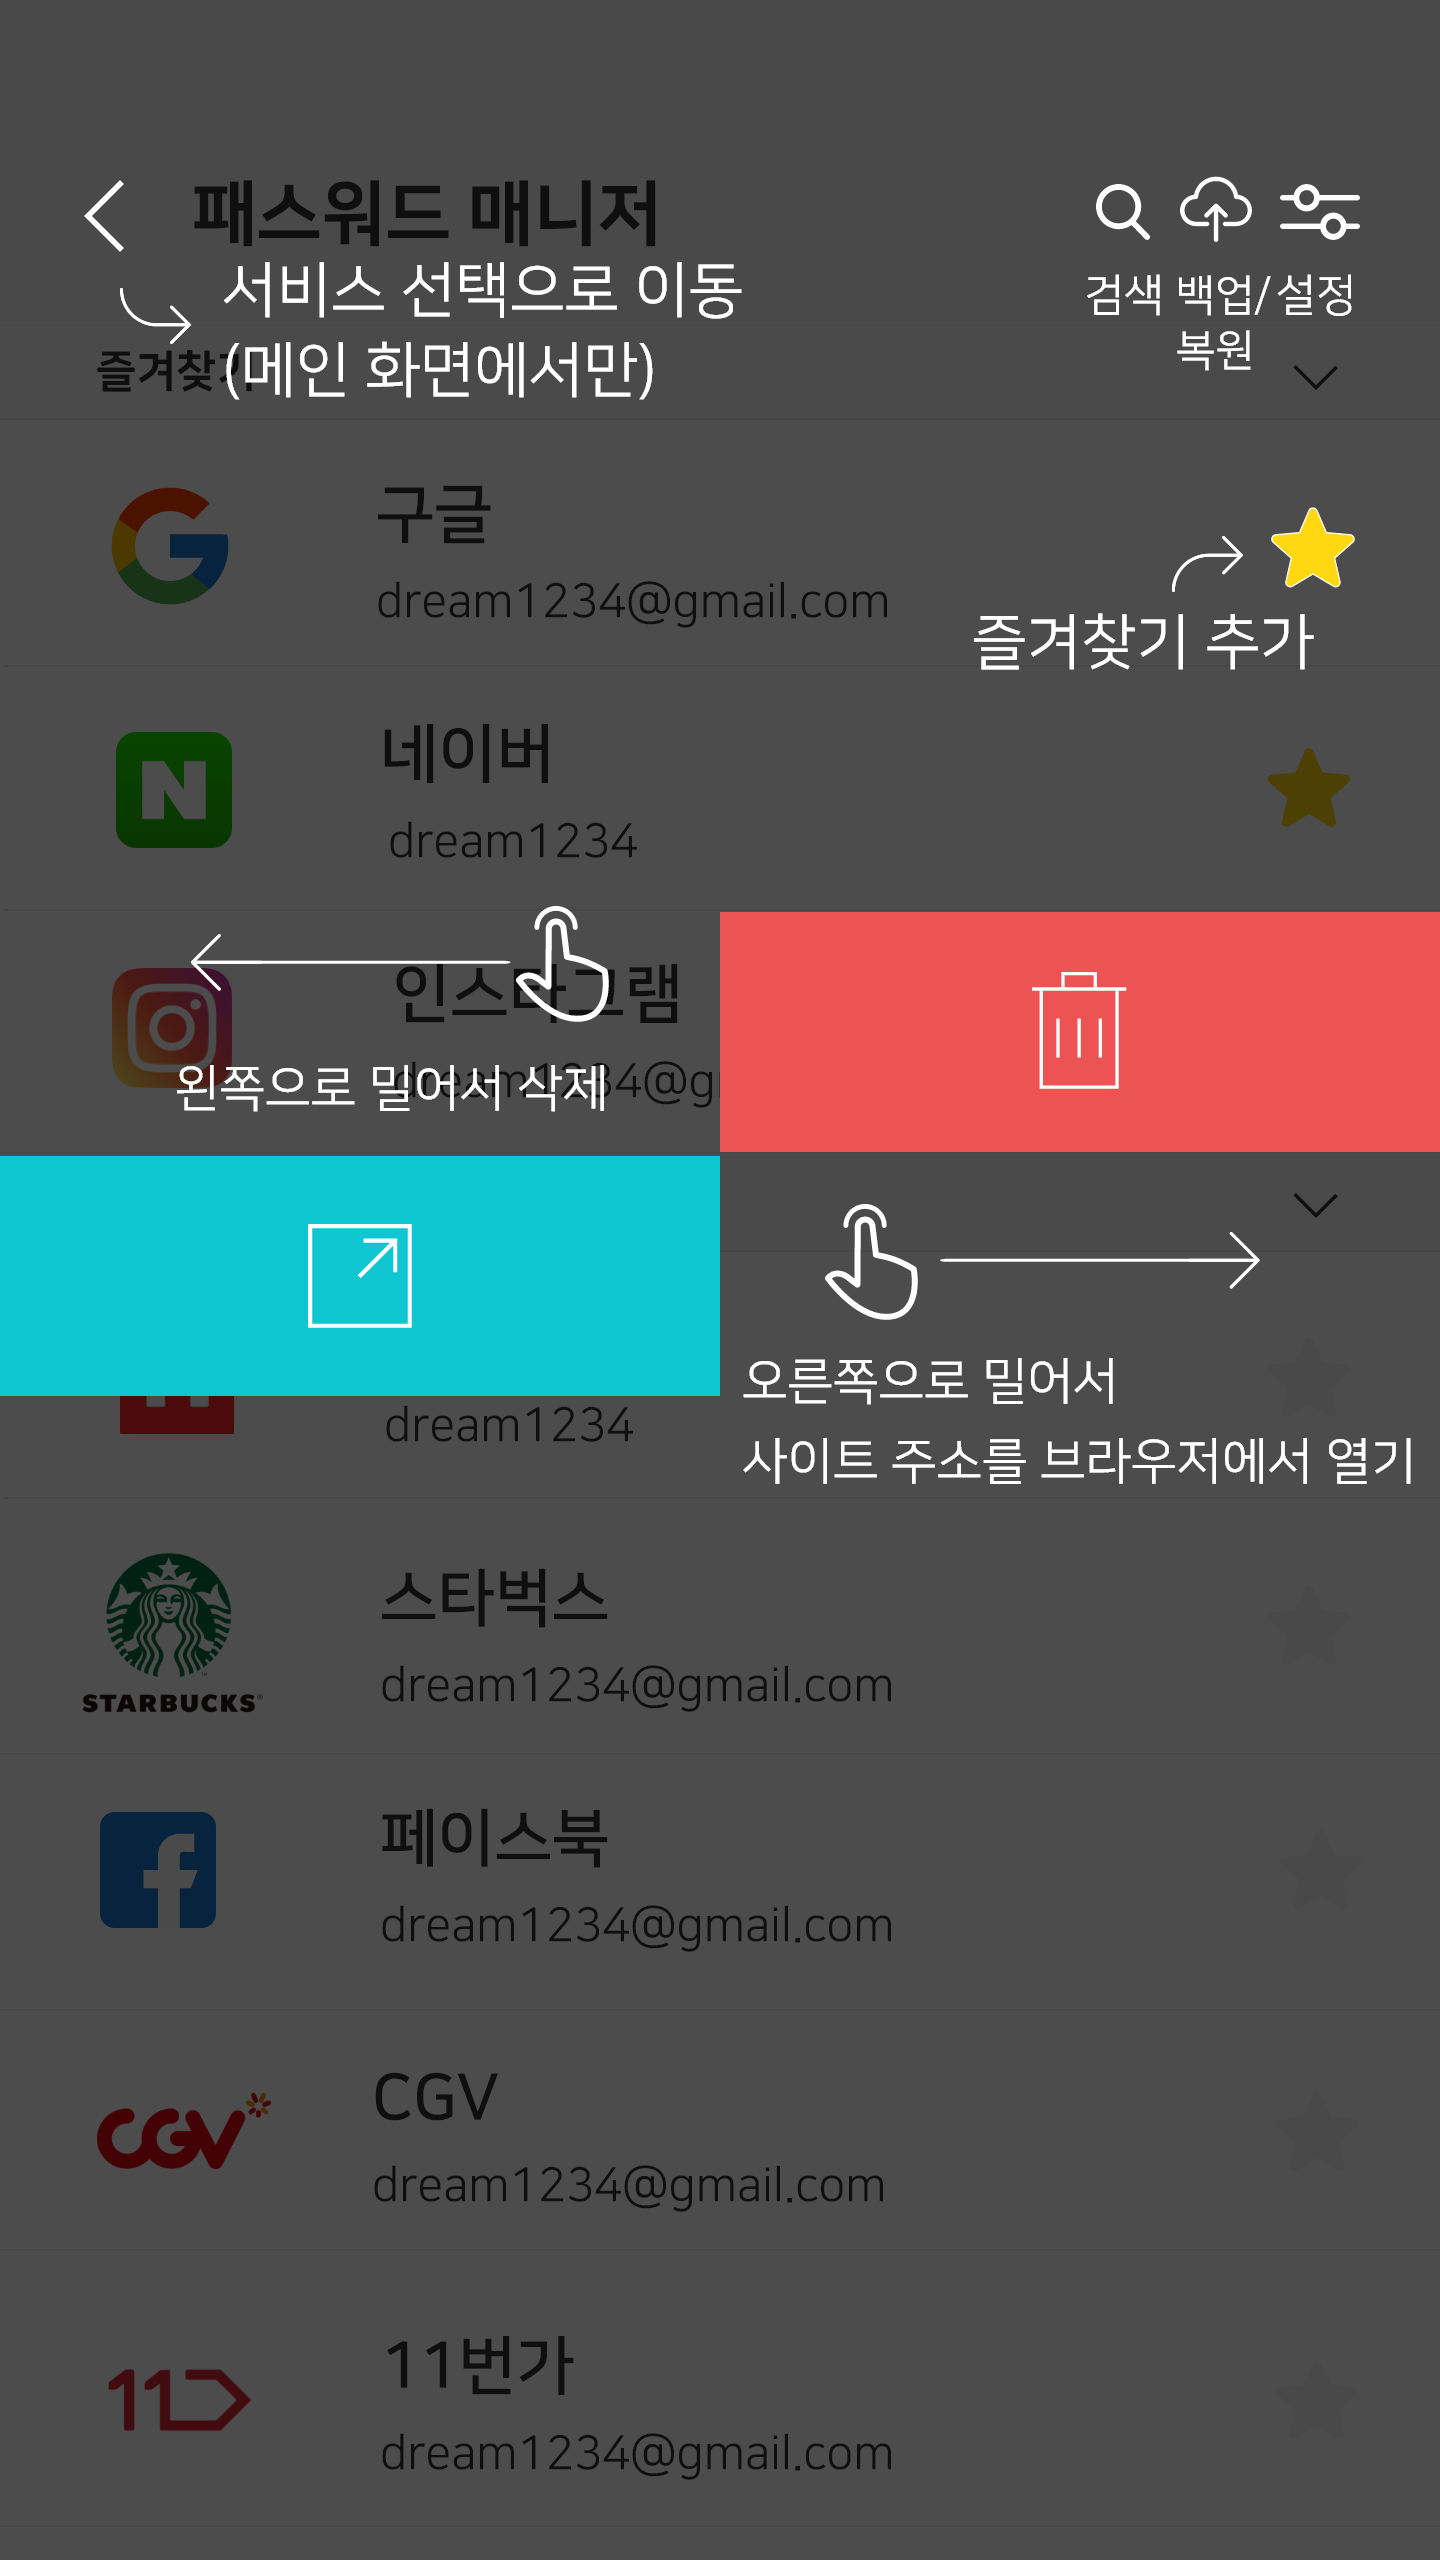 패스워드 매니저
서비스 선택으로 이동
(메인 화면에서만)
검색 백업/ 설정
복원
즐겨찾기
구글
dream1234@gmail.com
즐겨찾기 추가
N
네이버
dream1234
인스타그램
dream1234@g
왼쪽으로 밀어서 삭제
오른쪽으로 밀어서
사이트 주소를 브라우저에서 열기
dream1234
스타벅스
dream1234@gmail.com
STARBUCKS
페이스북
dream1234@gmail.com
CGV
CGV
dream1234@gmail.com
11
11번가
dream1234@gmail.com